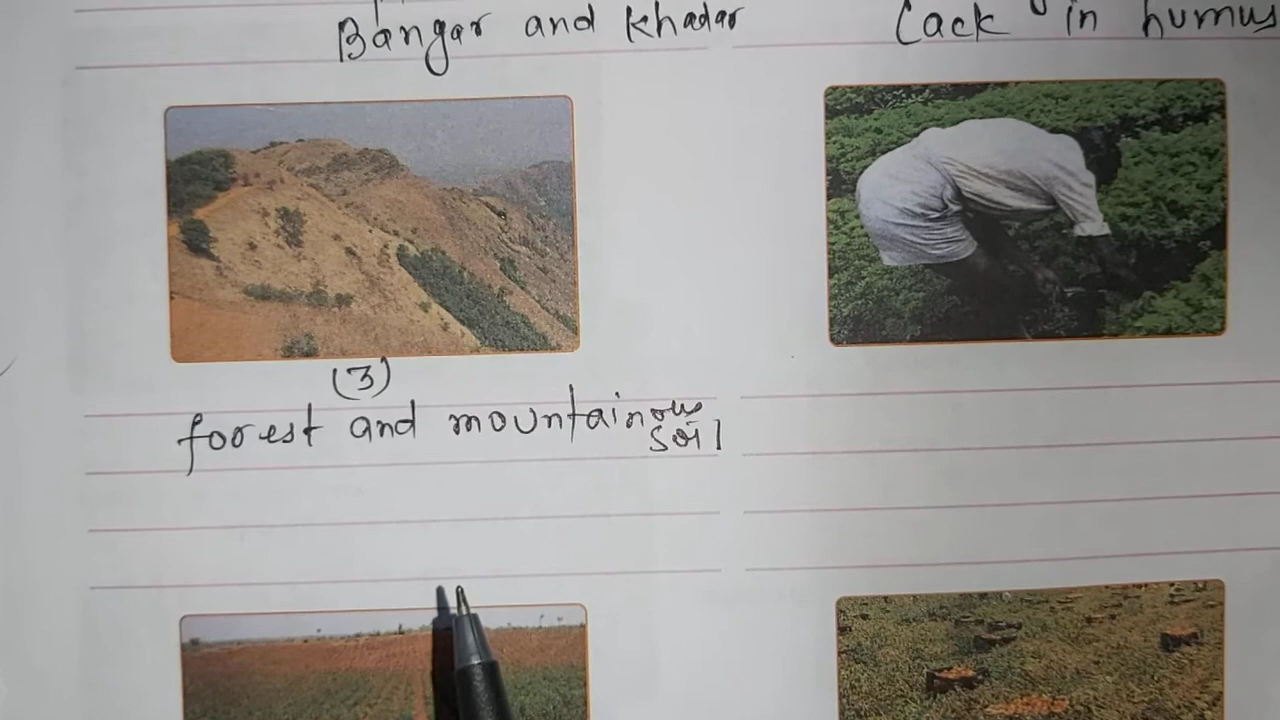 Bangar and Khadar
Lack in humus
(3)
forest and mountainous
soil